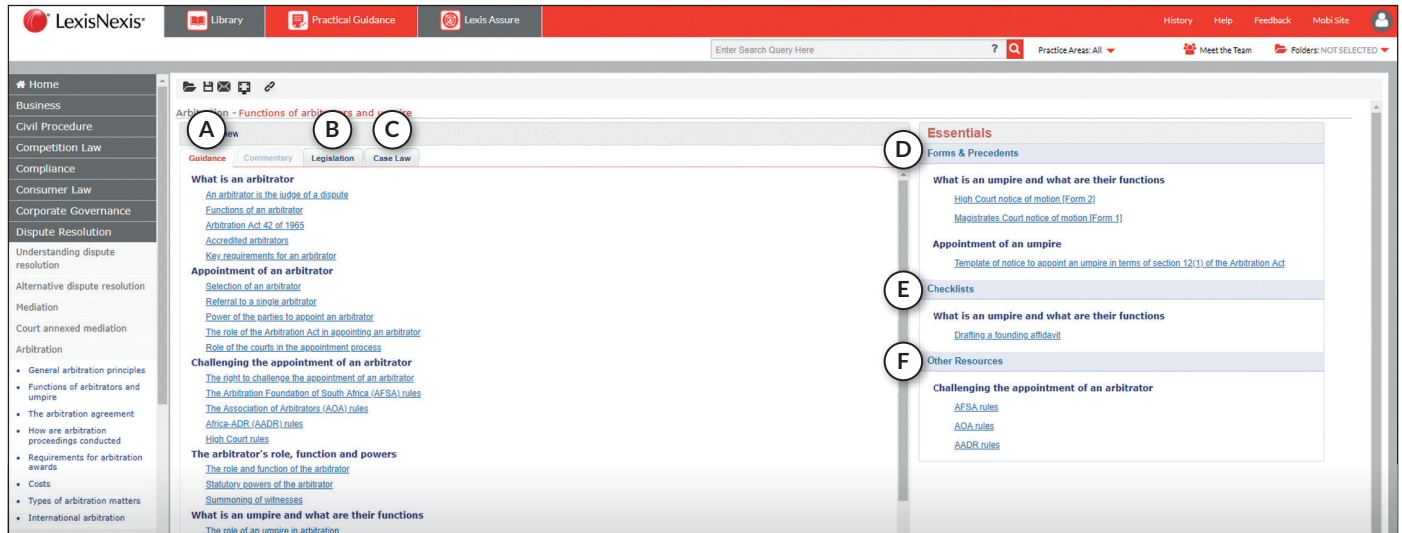 LexisNexis®
Library
Practical Guidance
Lexis Assure
History Help Feedback Mobi Site
Enter Search Query Here ?
Practice Areas: All
Meet the Team
Folders: NOT SELECTED
Home
Business
Civil Procedure
Competition Law
Compliance
Consumer Law
Corporate Governance
Dispute Resolution
Understanding dispute
resolution
Alternative dispute resolution
Mediation
Court annexed mediation
Arbitration
• General arbitration principles
• Functions of arbitrators and
umpire
• The arbitration agreement
• How are arbitration
proceedings conducted
• Requirements for arbitration
awards
• Costs
• Types of arbitration matters
• International arbitration
- Functions of
A
B
C
Guidance Commentary Legislation Case Law
What is an arbitrator
An arbitrator is the judge of a dispute
Functions of an arbitrator
Arbitration Act 42 of 1965
Accredited arbitrators
Key requirements for an arbitrator
Appointment of an arbitrator
Selection of an arbitrator
Referral to a single arbitrator
Power of the parties to appoint an arbitrator
The role of the Arbitration Act in appointing an arbitrator
Role of the courts in the appointment process
Challenging the appointment of an arbitrator
The right to challenge the appointment of an arbitrator
The Arbitration Foundation of South Africa (AFSA) rules
The Association of Arbitrators (AOA) rules
Africa-ADR (AADR) rules
High Court rules
The arbitrator's role, function and powers
The role and function of the arbitrator
Statutory powers of the arbitrator
Summoning of witnesses
What is an umpire and what are their functions
The role of an umpire in arbitration
Essentials
D
Forms & Precedents
What is an umpire and what are their functions
High Court notice of motion [Form 2]
Magistrates Court notice of motion [Form 1]
Appointment of an umpire
Template of notice to appoint an umpire in terms of section 12(1) of the Arbitration Act
E
Checklists
What is an umpire and what are their functions
Drafting a founding affidavit
F
Other Resources
Challenging the appointment of an arbitrator
AFSA rules
AOA rules
AADR rules